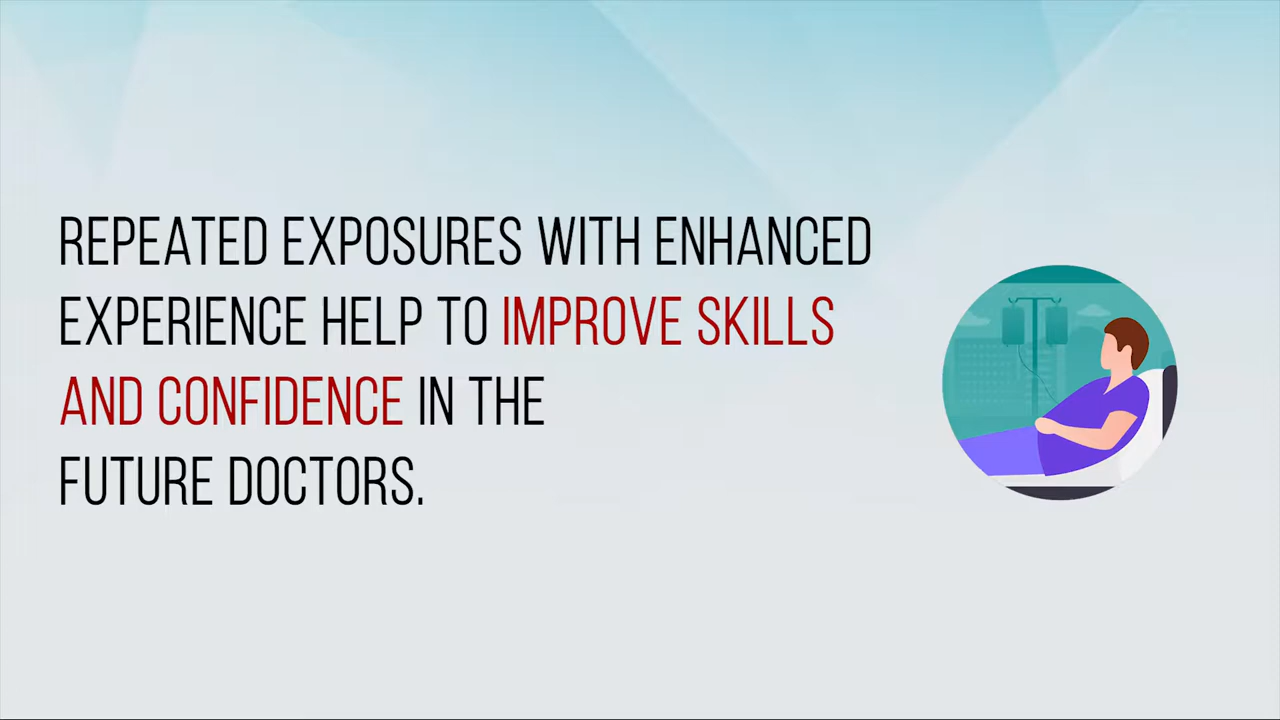 REPEATED EXPOSURES WITH ENHANCED
EXPERIENCE HELP TO IMPROVE SKILLS
AND CONFIDENCE IN THE
FUTURE DOCTORS.